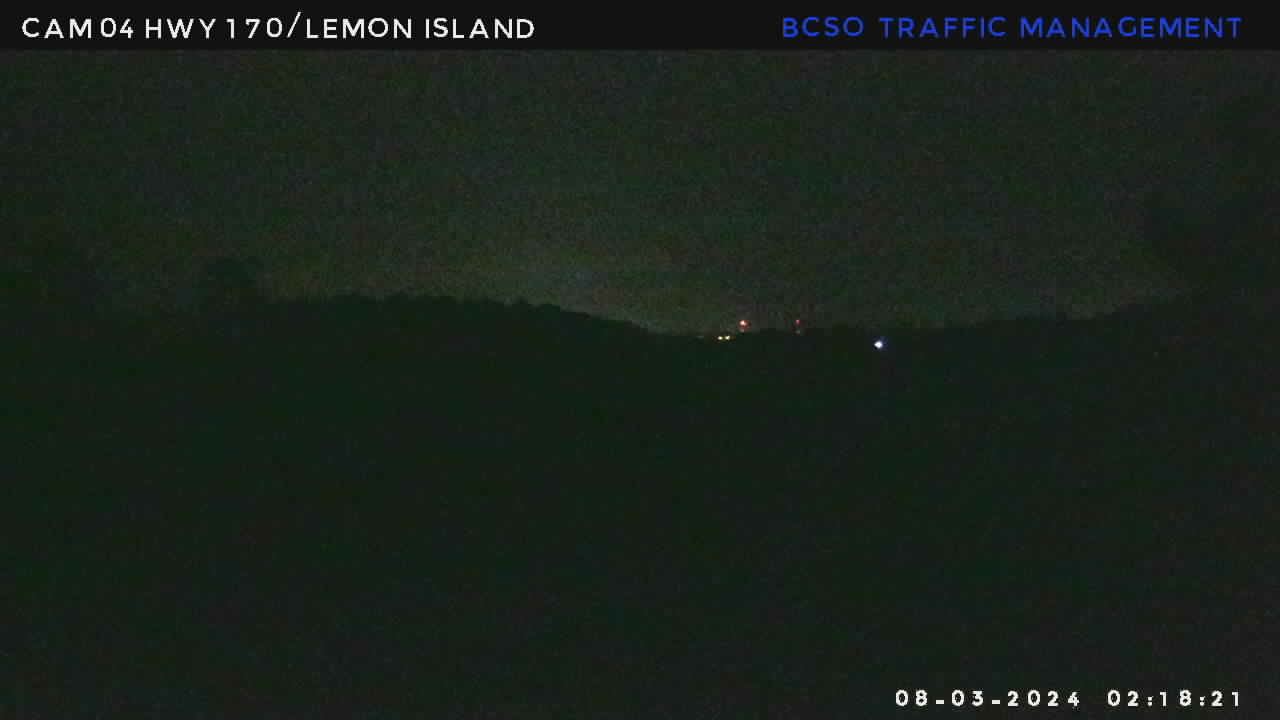 CAM04 HWY 170/LEMON ISLAND
BCSO TRAFFIC MANAGEMENT
08-03-2024 02:18:21